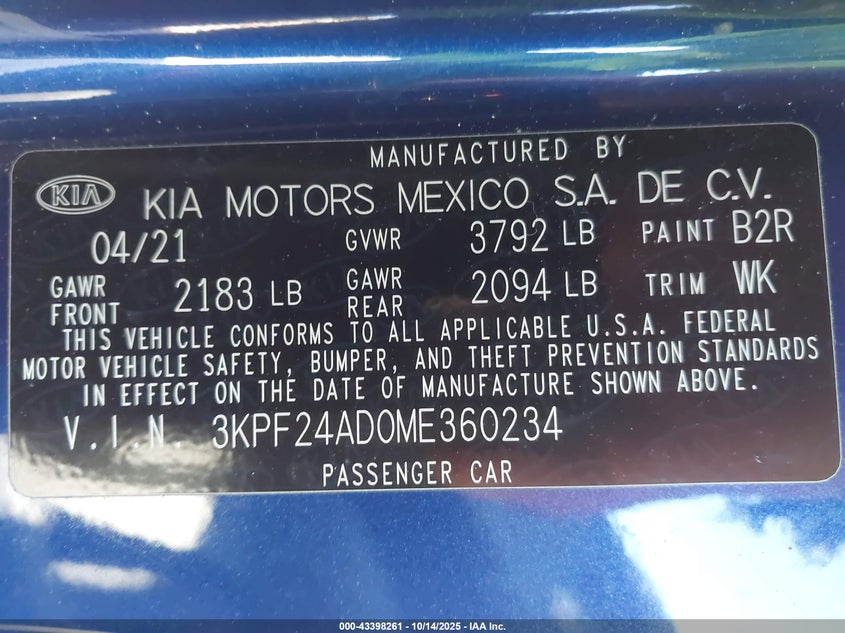 MANUFACTURED BY
KIA KIA MOTORS MEXICO S.A. DE C.V.
04/21 GVWR 3792 LB PAINT B2R
GAWR FRONT 2183 LB GAWR REAR 2094 LB TRIM WK
THIS VEHICLE CONFORMS TO ALL APPLICABLE U.S.A. FEDERAL
MOTOR VEHICLE SAFETY, BUMPER, AND THEFT PREVENTION STANDARDS
IN EFFECT ON THE DATE OF MANUFACTURE SHOWN ABOVE.
V.I.N. 3KPF24AD0ME360234
PASSENGER CAR
000-43398261 - 10/14/2025 - IAA Inc.